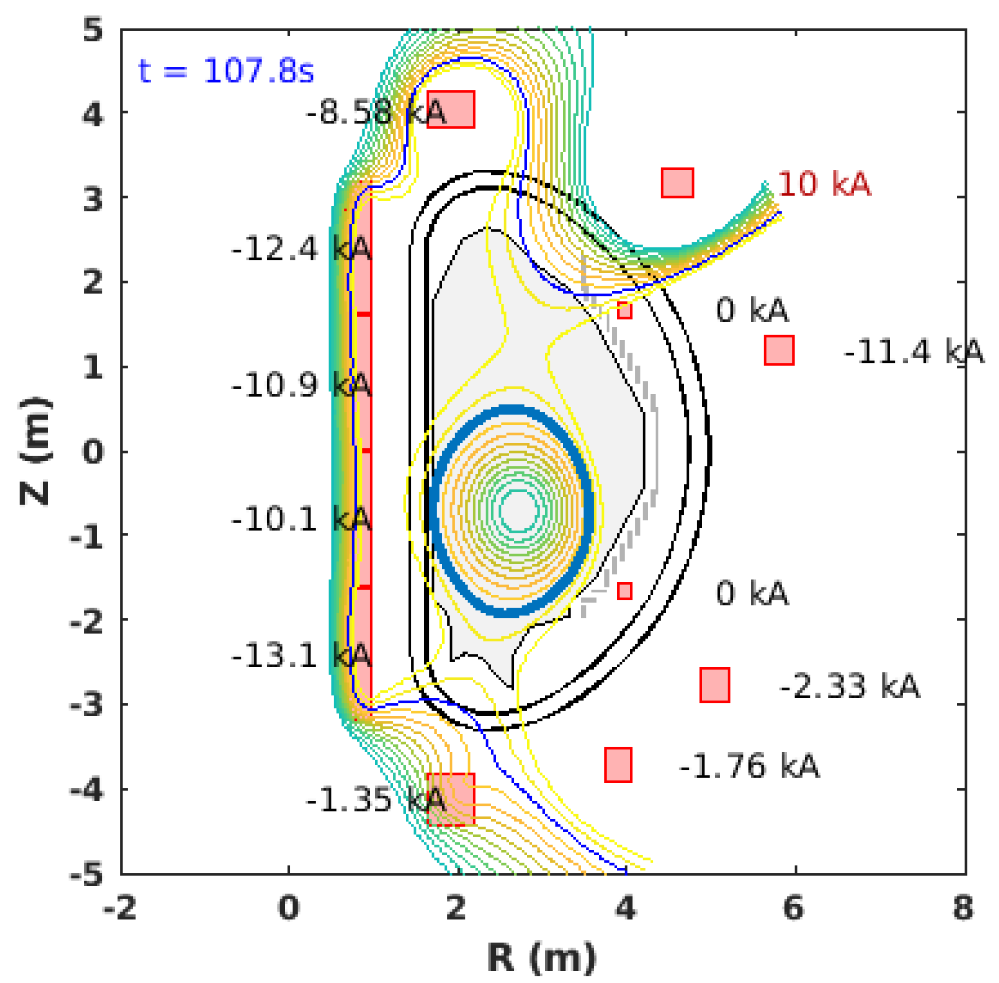 5
t = 107.8s
4
-8.58 kA
3
10 kA
-12.4 kA
2
0 kA
1
-11.4 kA
-10.9 kA
Z (m)
0
-10.1 kA
-1
0 kA
-2
-13.1 kA
-2.33 kA
-3
-1.76 kA
-4
-1.35 kA
-5
-2 0 2 4 6 8
R (m)